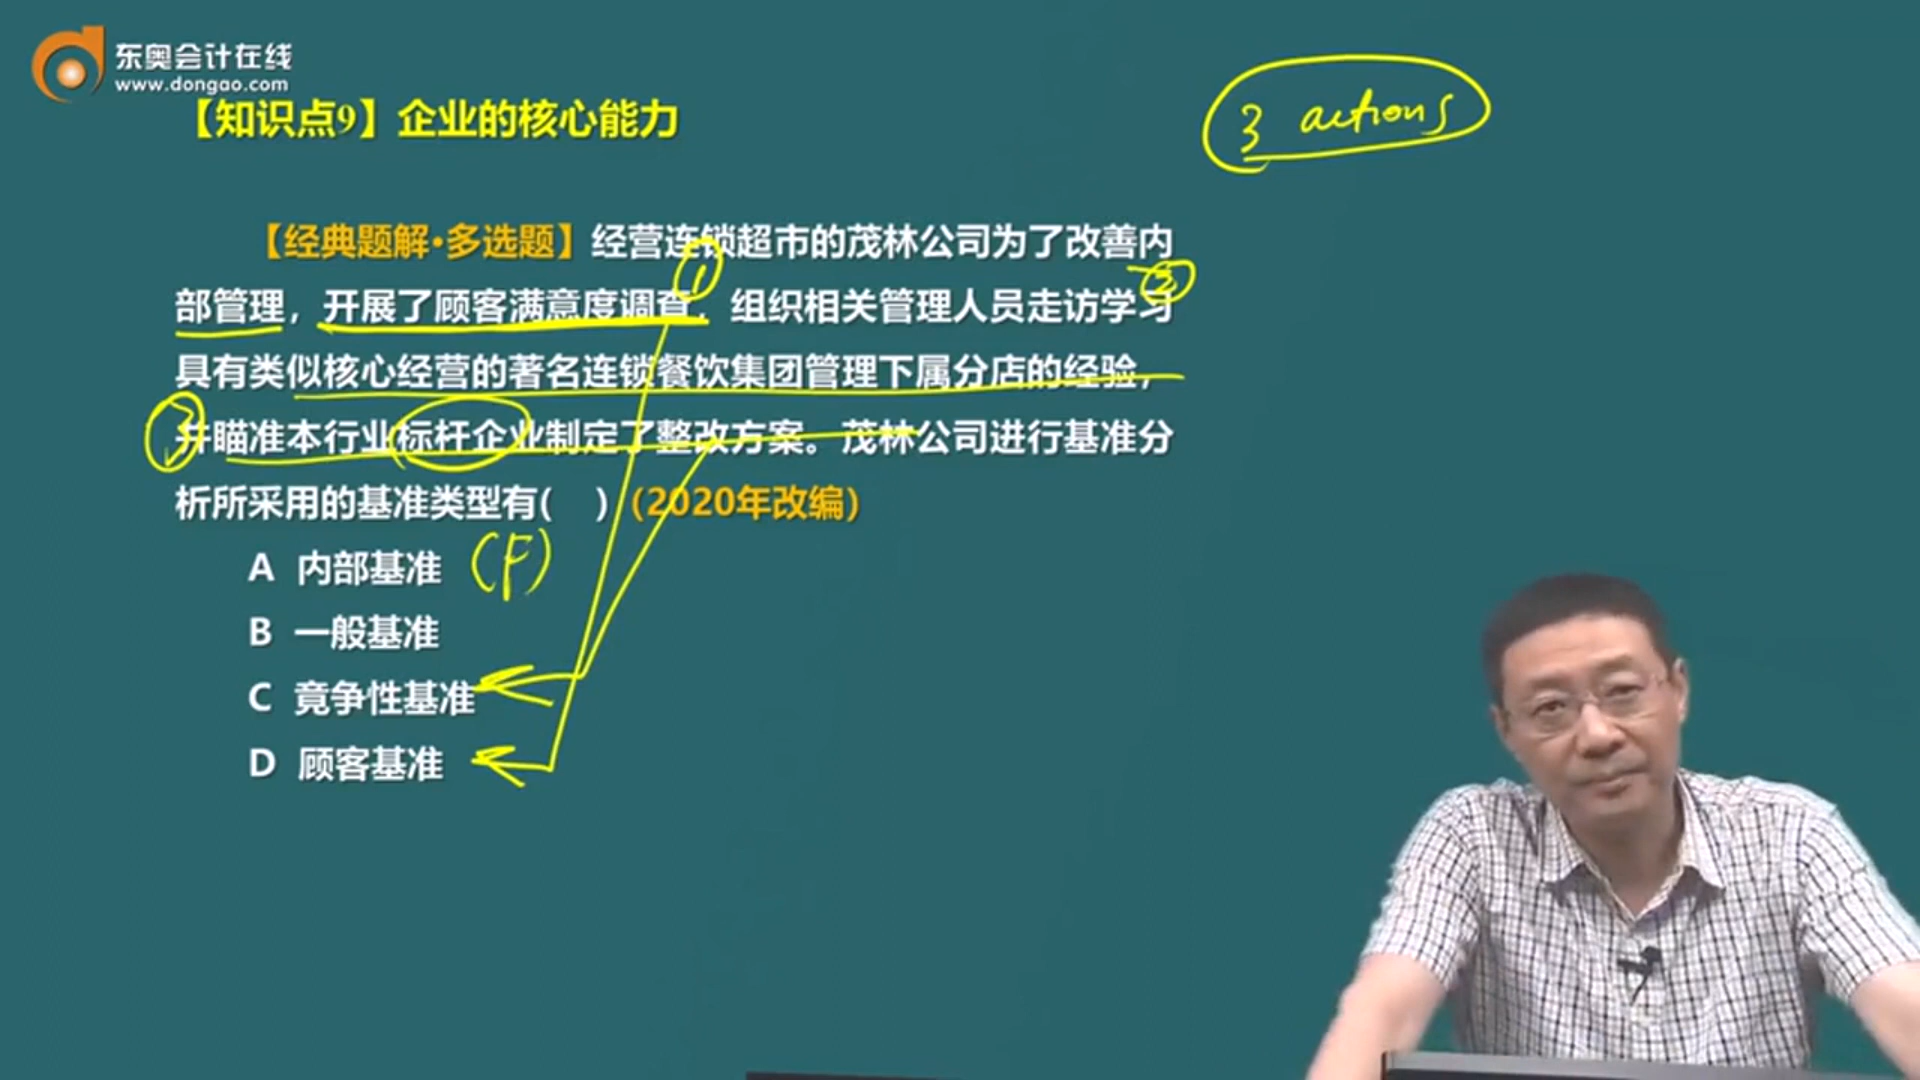 东奥会计在线
www.dongao.com
【知识点9】企业的核心能力
3 actions
【经典题解·多选题】经营连锁超市的茂林公司为了改善内
部管理，开展了顾客满意度调查，组织相关管理人员走访学习
具有类似核心经营的著名连锁餐饮集团管理下属分店的经验，
并瞄准本行业标杆企业制定了整改方案。茂林公司进行基准分
析所采用的基准类型有( )（2020年改编）
①
②
③
A 内部基准 (F)
B 一般基准
C 竟争性基准
D 顾客基准